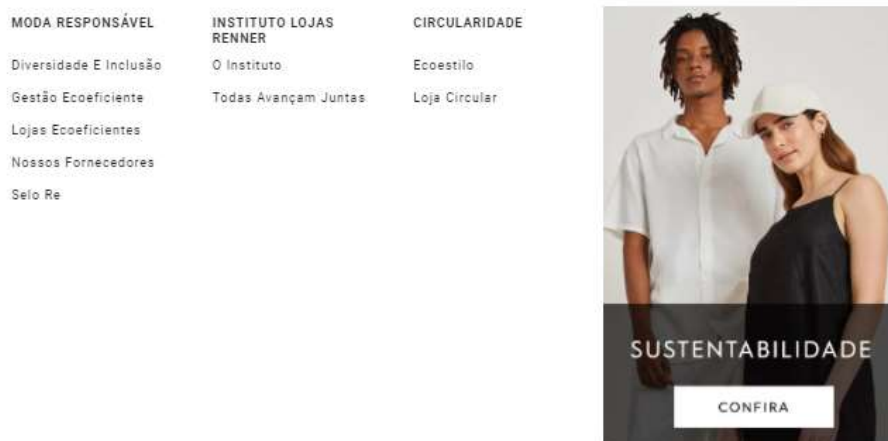 MODA RESPONSÁVEL
Diversidade E Inclusão
Gestão Ecoeficiente
Lojas Ecoeficientes
Nossos Fornecedores
Selo Re
INSTITUTO LOJAS
RENNER
O Instituto
Todas Avançam Juntas
CIRCULARIDADE
Ecoestilo
Loja Circular
SUSTENTABILIDADE
CONFIRA